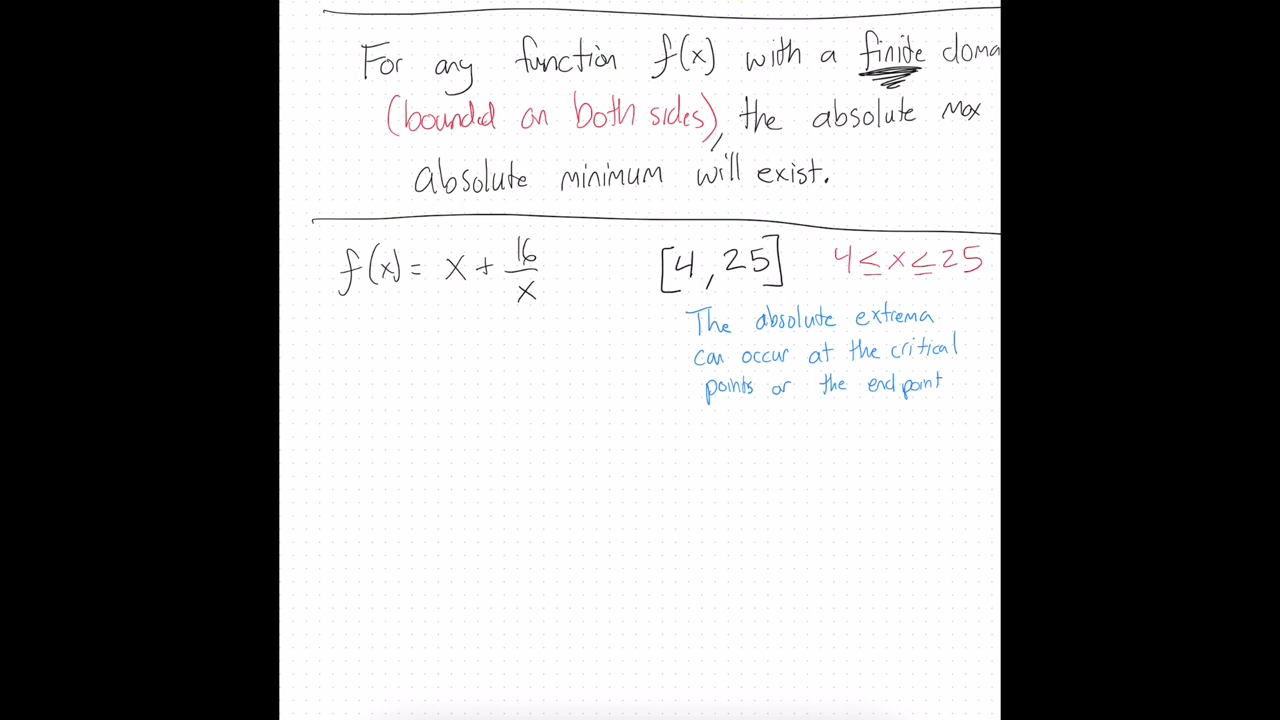 For any function f(x) with a finite doma
(bounded on both sides), the absolute max
absolute minimum will exist.
f(x) = x + 16/x [4, 25] 4 ≤ x ≤ 25
The absolute extrema
can occur at the critical
points or the endpoint